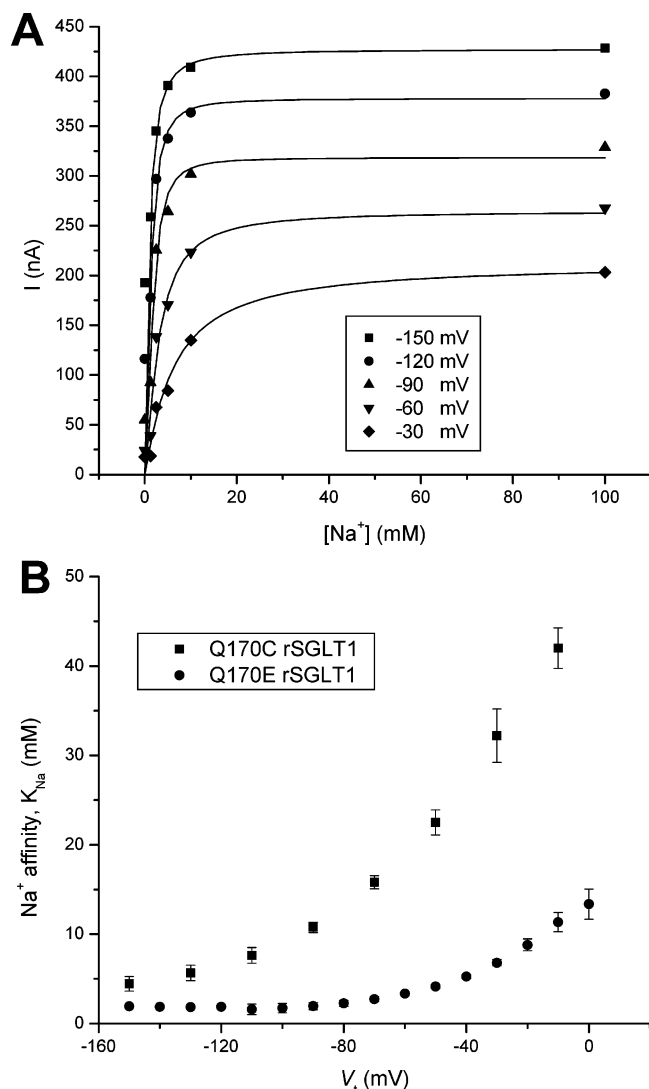 A
450
400
350
300
250
200
150
100
50
0
I (nA)
-150 mV
-120 mV
-90 mV
-60 mV
-30 mV
0 20 40 60 80 100
[Na⁺] (mM)
B
50
40
30
20
10
0
Na⁺ affinity, K_Na (mM)
Q170C rSGLT1
Q170E rSGLT1
-160 -120 -80 -40 0
(mV)